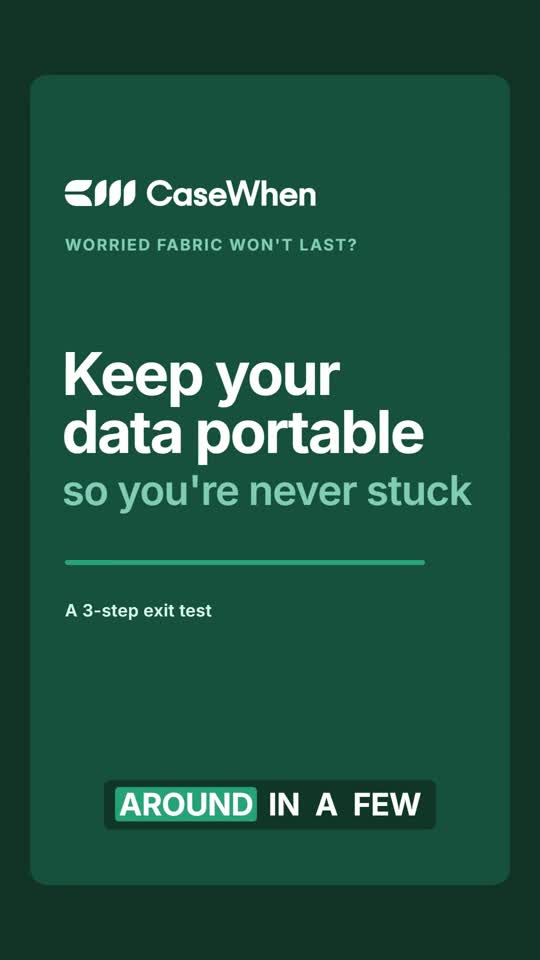 CaseWhen
WORRIED FABRIC WON'T LAST?
Keep your
data portable
so you're never stuck
A 3-step exit test
AROUND IN A FEW